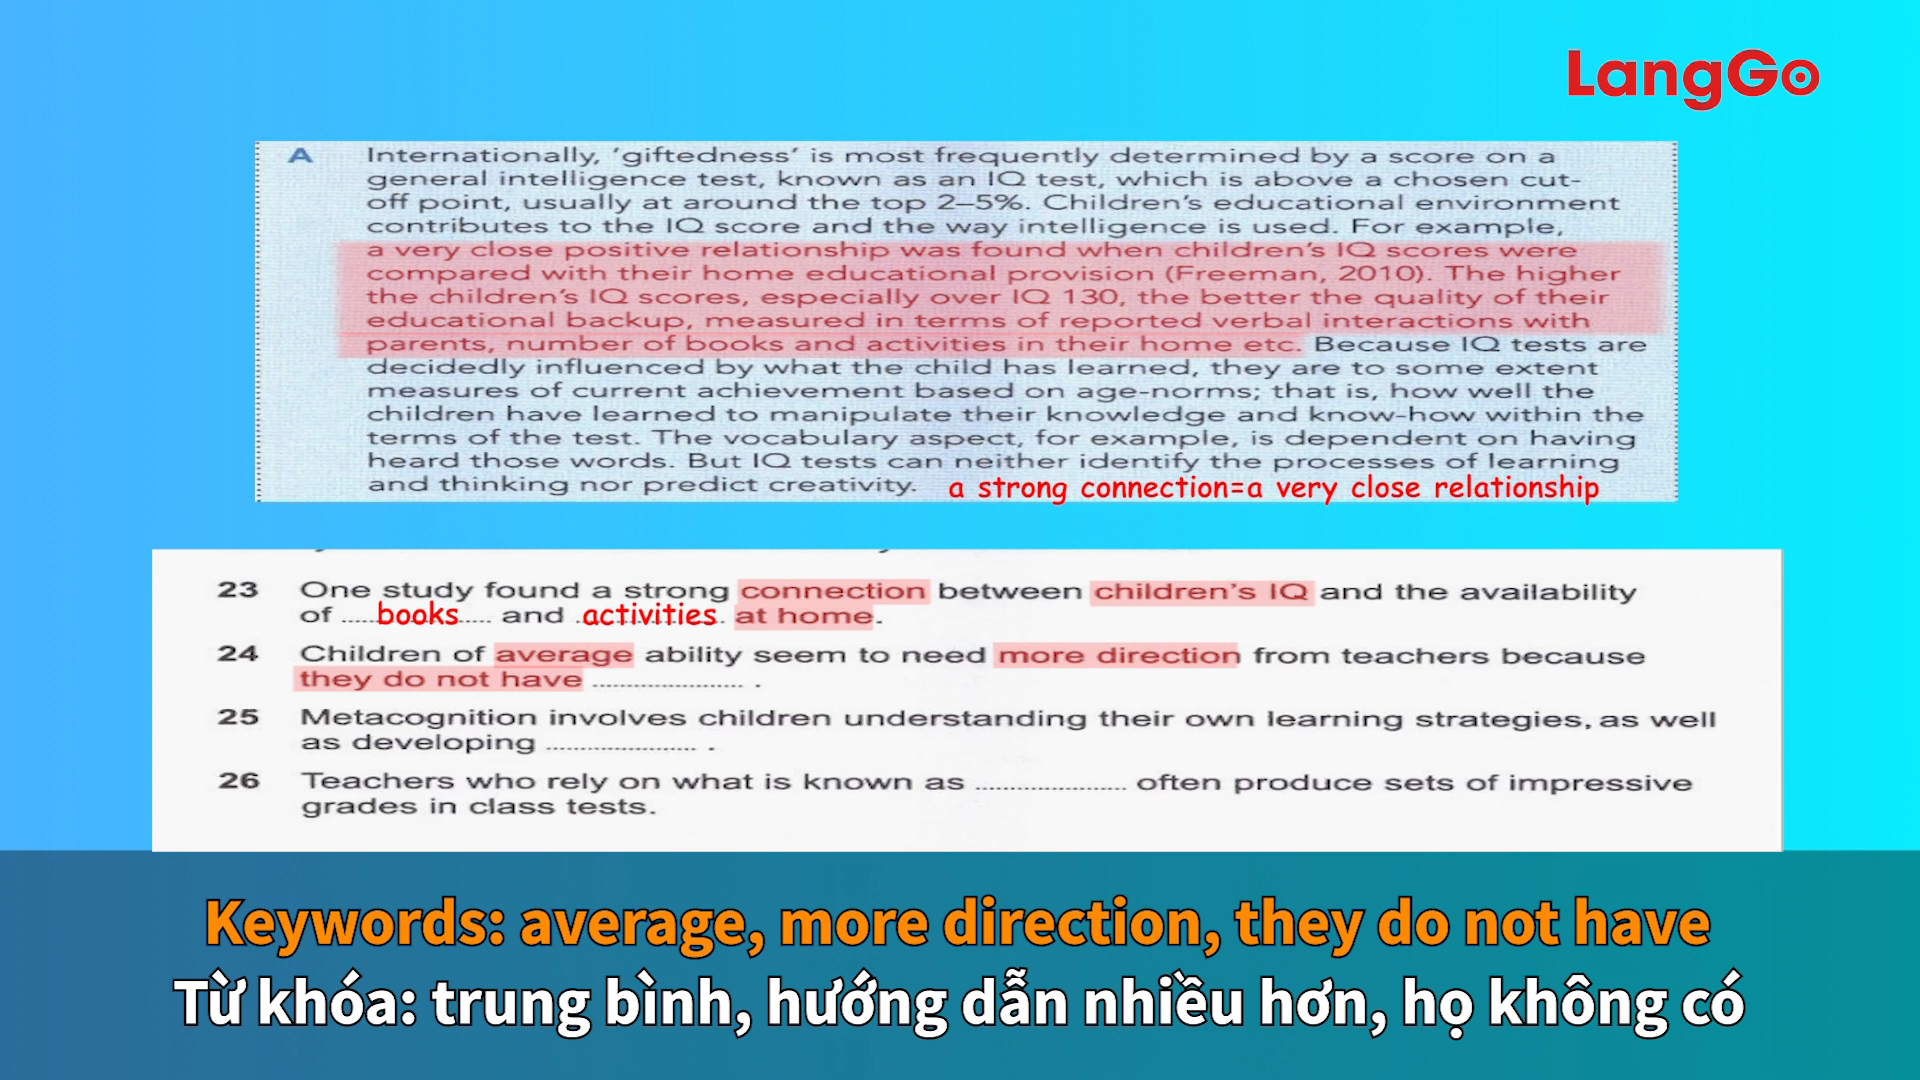 LangGo
A Internationally, ‘giftedness’ is most frequently determined by a score on a
general intelligence test, known as an IQ test, which is above a chosen cut-
off point, usually at around the top 2–5%. Children’s educational environment
contributes to the IQ score and the way intelligence is used. For example,
a very close positive relationship was found when children’s IQ scores were
compared with their home educational provision (Freeman, 2010). The higher
the children’s IQ scores, especially over IQ 130, the better the quality of their
educational backup, measured in terms of reported verbal interactions with
parents, number of books and activities in their home etc. Because IQ tests are
decidedly influenced by what the child has learned, they are to some extent
measures of current achievement based on age-norms; that is, how well the
children have learned to manipulate their knowledge and know-how within the
terms of the test. The vocabulary aspect, for example, is dependent on having
heard those words. But IQ tests can neither identify the processes of learning
and thinking nor predict creativity. a strong connection=a very close relationship
23 One study found a strong connection between children’s IQ and the availability
of .....books..... and .activities. at home.
24 Children of average ability seem to need more direction from teachers because
they do not have ...................... .
25 Metacognition involves children understanding their own learning strategies, as well
as developing ...................... .
26 Teachers who rely on what is known as ...................... often produce sets of impressive
grades in class tests.
Keywords: average, more direction, they do not have
Từ khóa: trung bình, hướng dẫn nhiều hơn, họ không có